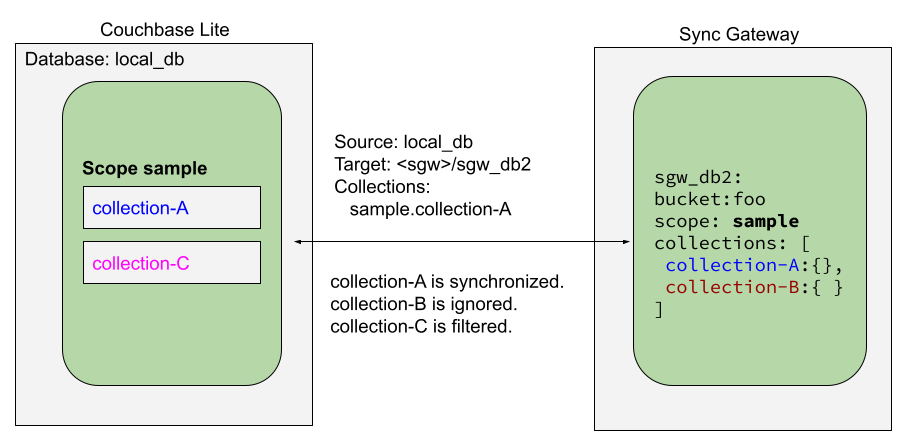 Couchbase Lite
Database: local_db
Scope sample
collection-A
collection-C
Source: local_db
Target: <sgw>/sgw_db2
Collections:
sample.collection-A
collection-A is synchronized.
collection-B is ignored.
collection-C is filtered.
Sync Gateway
sgw_db2:
bucket:foo
scope: sample
collections: [
collection-A:{},
collection-B:{ }
]